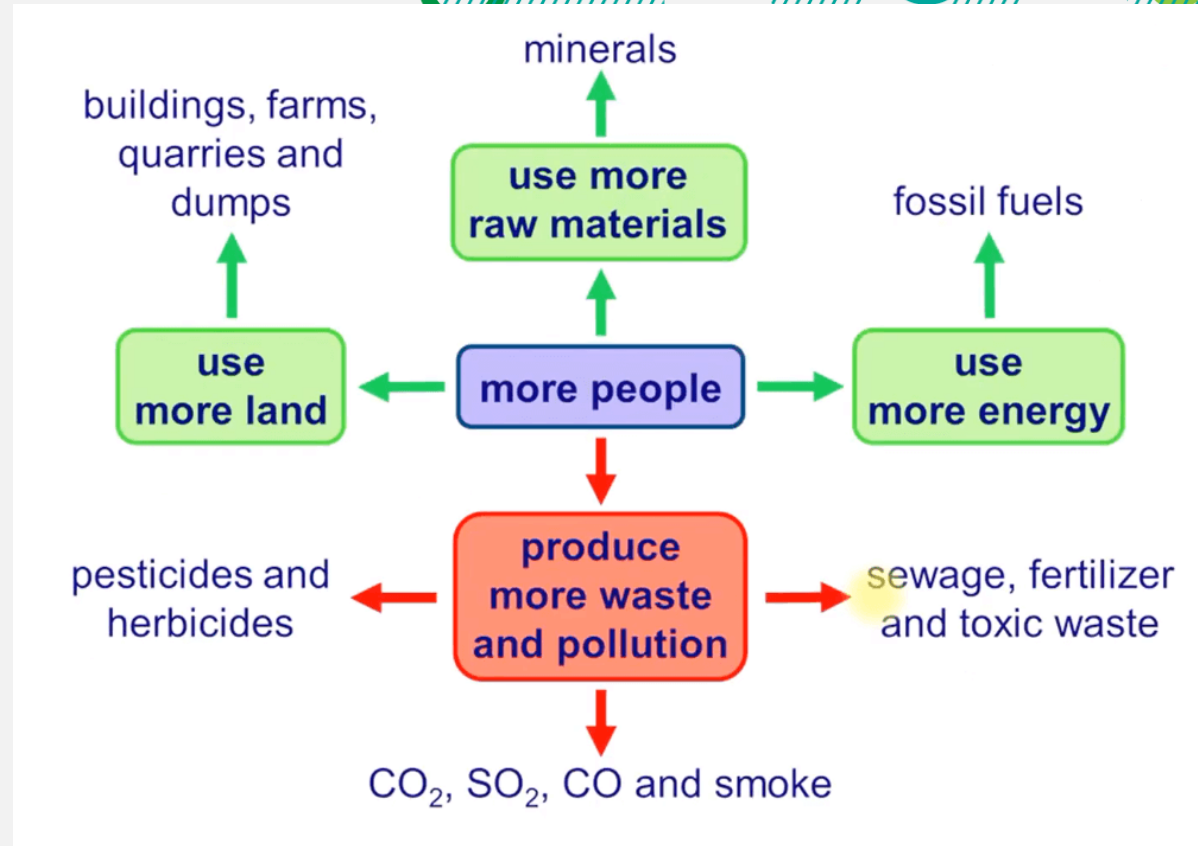 minerals
buildings, farms,
quarries and
dumps
use more
raw materials
fossil fuels
use
more land
more people
use
more energy
produce
more waste
and pollution
pesticides and
herbicides
sewage, fertilizer
and toxic waste
CO₂, SO₂, CO and smoke